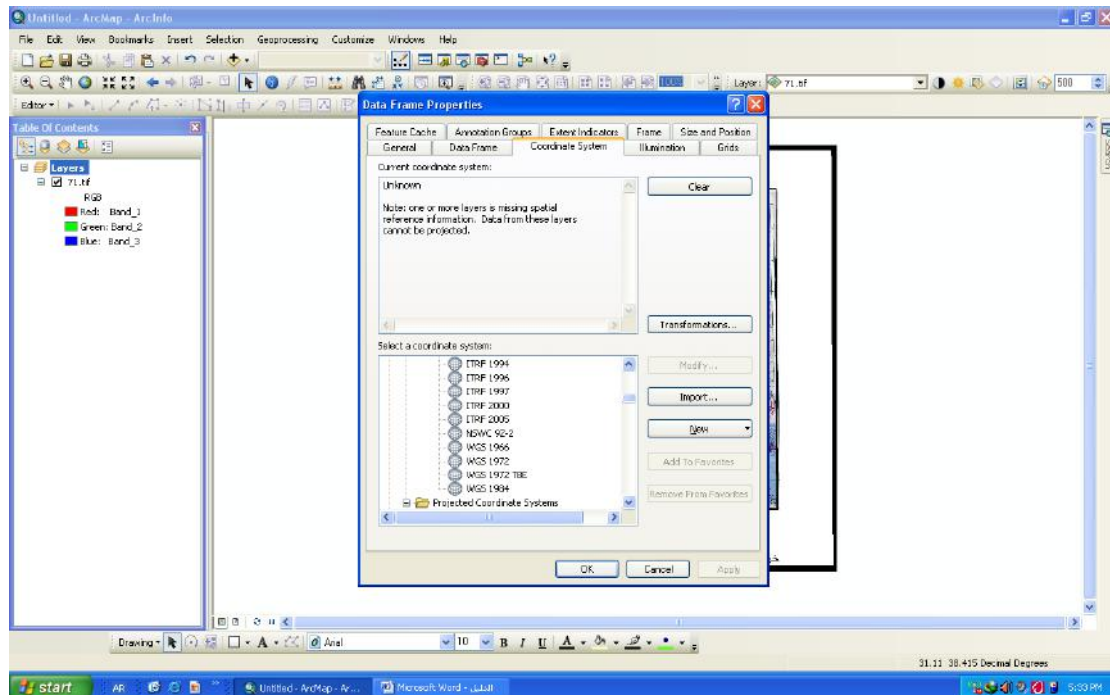 Untitled - ArcMap - ArcInfo
File Edit View Bookmarks Insert Selection Geoprocessing Customize Windows Help
100%
Layer: 71.tif
500
Editor
Table Of Contents
Layers
71.tif
RGB
Red: Band_1
Green: Band_2
Blue: Band_3
Data Frame Properties
Feature Cache Annotation Groups Extent Indicators Frame Size and Position
General Data Frame Coordinate System Illumination Grids
Current coordinate system:
Unknown
Note: one or more layers is missing spatial
reference information. Data from these layers
cannot be projected.
Clear
Transformations...
Select a coordinate system:
ITRF 1994
ITRF 1996
ITRF 1997
ITRF 2000
ITRF 2005
NSWC 9Z-2
WGS 1966
WGS 1972
WGS 1972 TBE
WGS 1984
Projected Coordinate Systems
Modify...
Import...
New
Add To Favorites
Remove From Favorites
OK Cancel Apply
Drawing A Arial 10 B I U A
31.11 38.415 Decimal Degrees
start AR Untitled - ArcMap - Ar... Microsoft Word - الدليل 5:33 PM